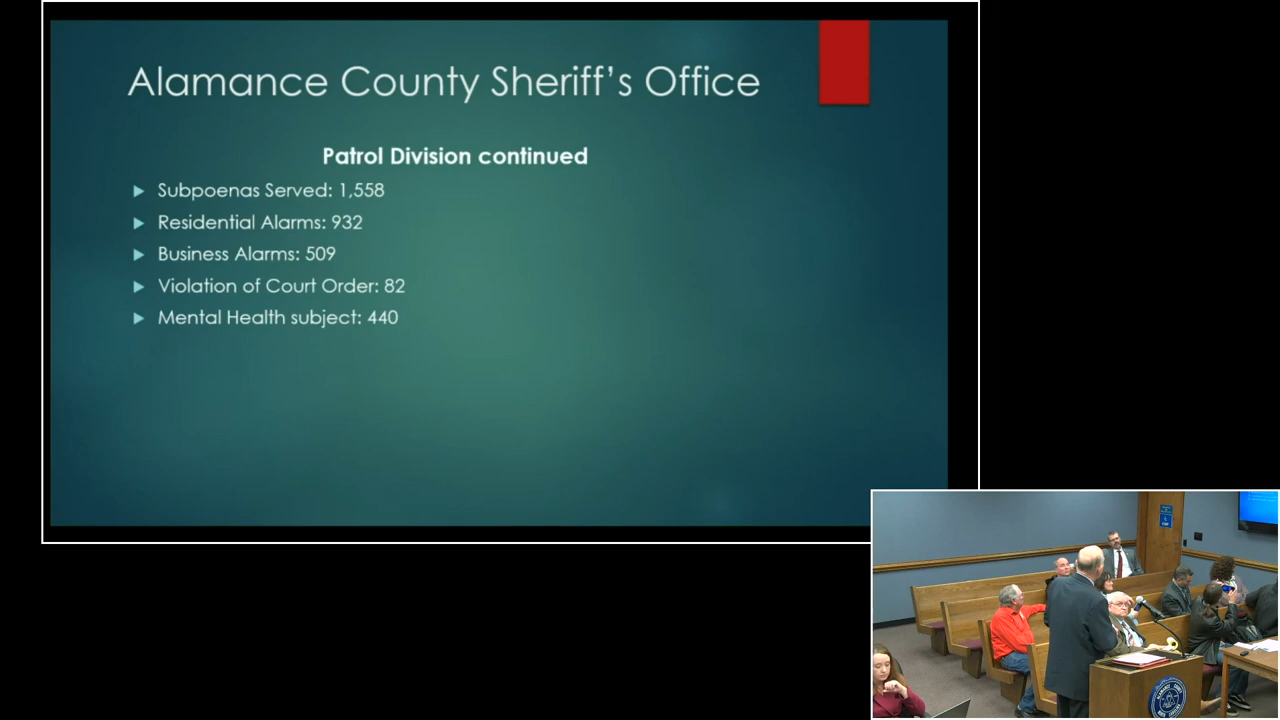 Alamance County Sheriff's Office
Patrol Division continued
Subpoenas Served: 1,558
Residential Alarms: 932
Business Alarms: 509
Violation of Court Order: 82
Mental Health subject: 440